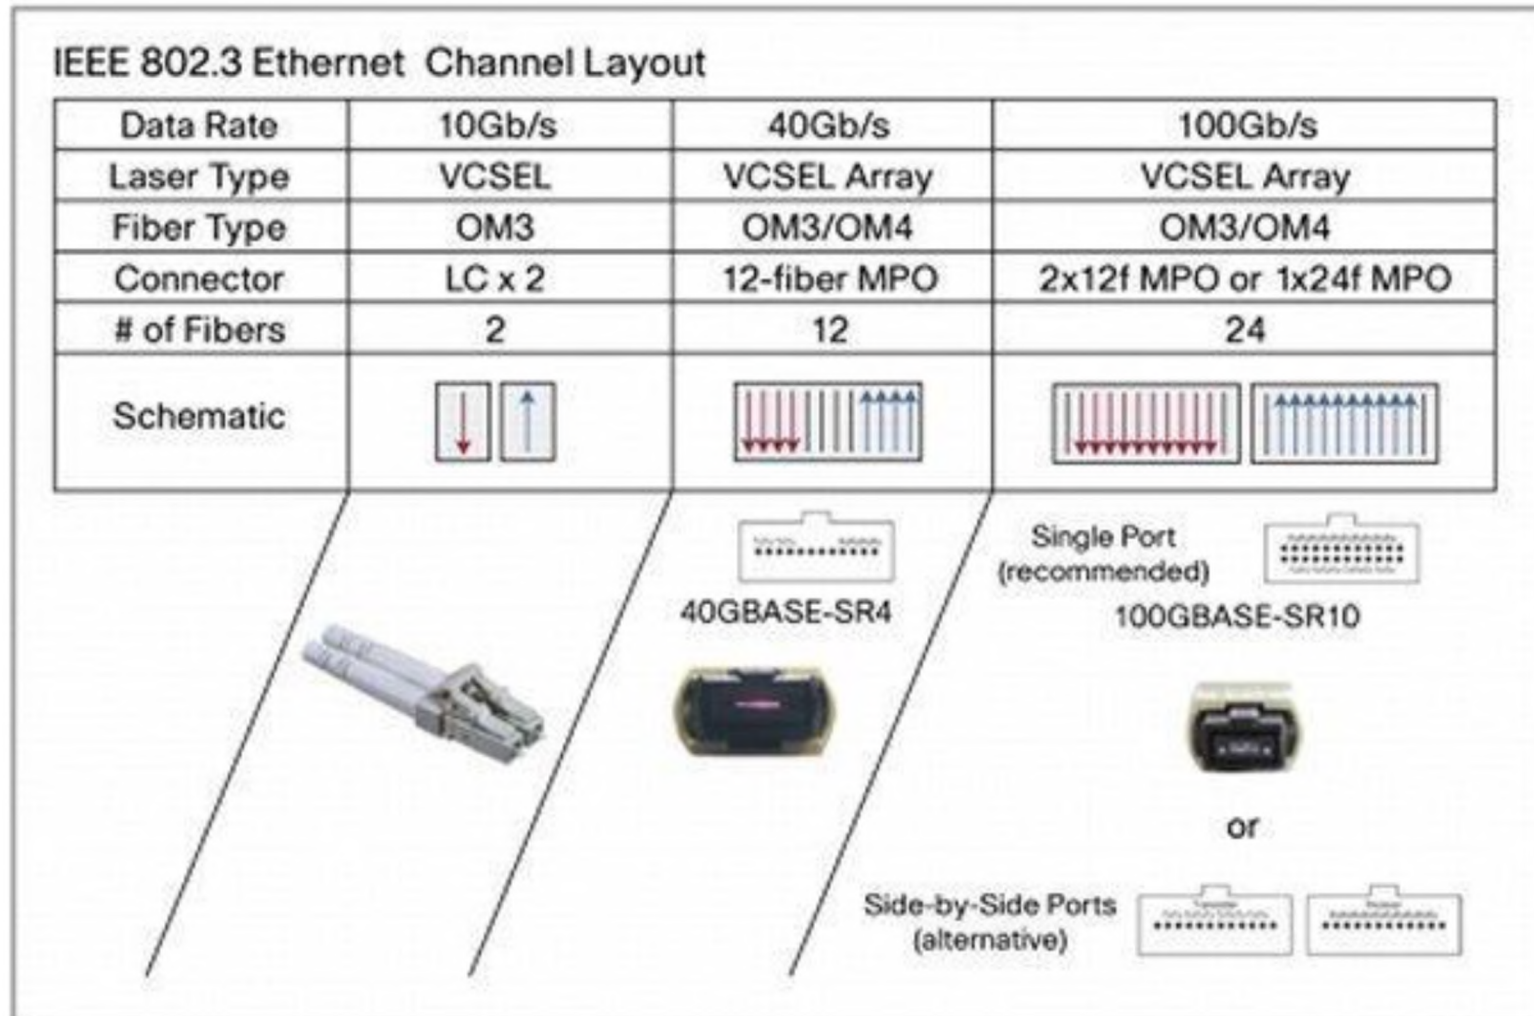 IEEE 802.3 Ethernet Channel Layout
Data Rate 10Gb/s 40Gb/s 100Gb/s
Laser Type VCSEL VCSEL Array VCSEL Array
Fiber Type OM3 OM3/OM4 OM3/OM4
Connector LC x 2 12-fiber MPO 2x12f MPO or 1x24f MPO
# of Fibers 2 12 24
Schematic
Single Port
(recommended)
40GBASE-SR4 100GBASE-SR10
or
Side-by-Side Ports
(alternative)